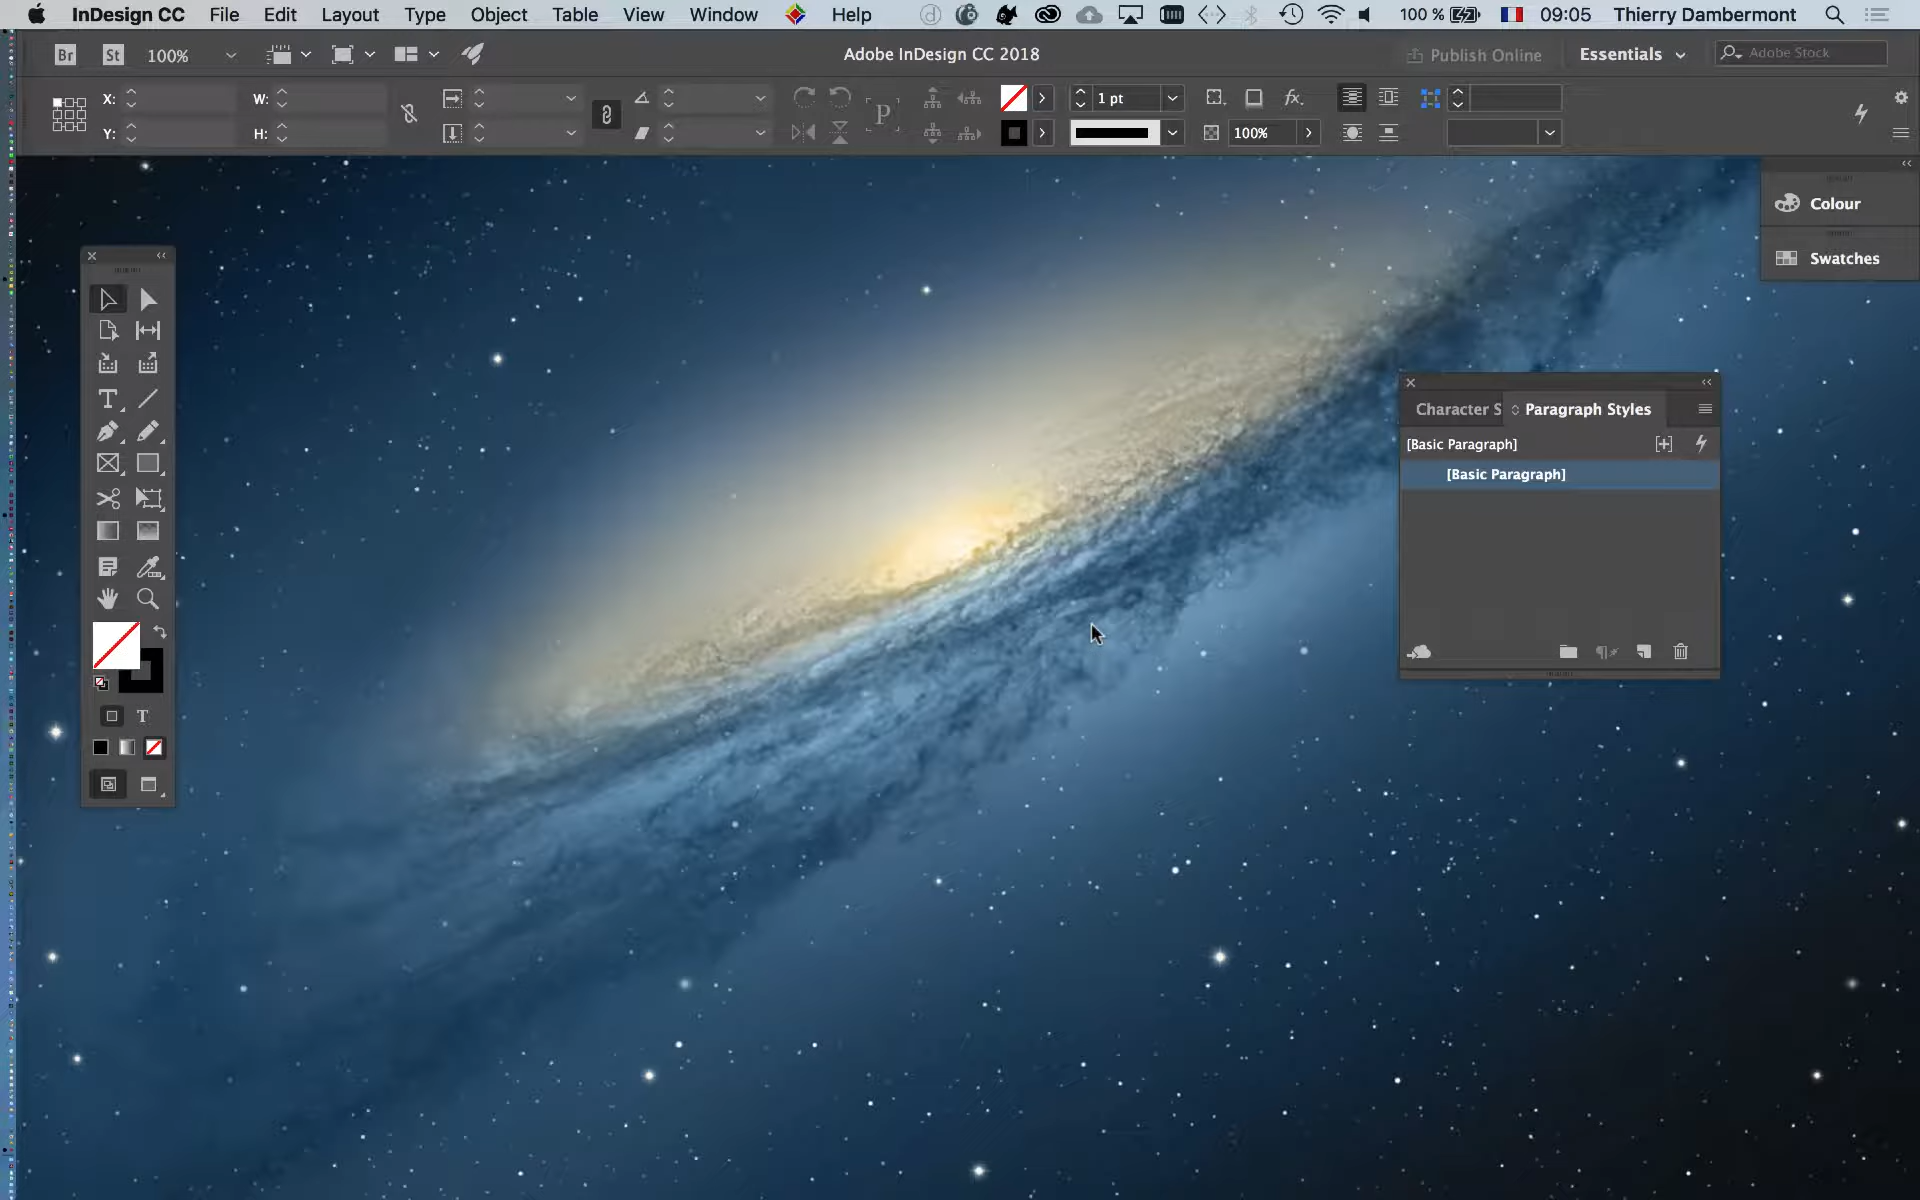 InDesign CC File Edit Layout Type Object Table View Window Help 100 % 09:05 Thierry Dambermont
Br St 100% Adobe InDesign CC 2018 Publish Online Essentials Adobe Stock
X: W: 1 pt fx.
Y: H: P 100%
Colour
Swatches
Character S Paragraph Styles
[Basic Paragraph]
[Basic Paragraph]
T
T